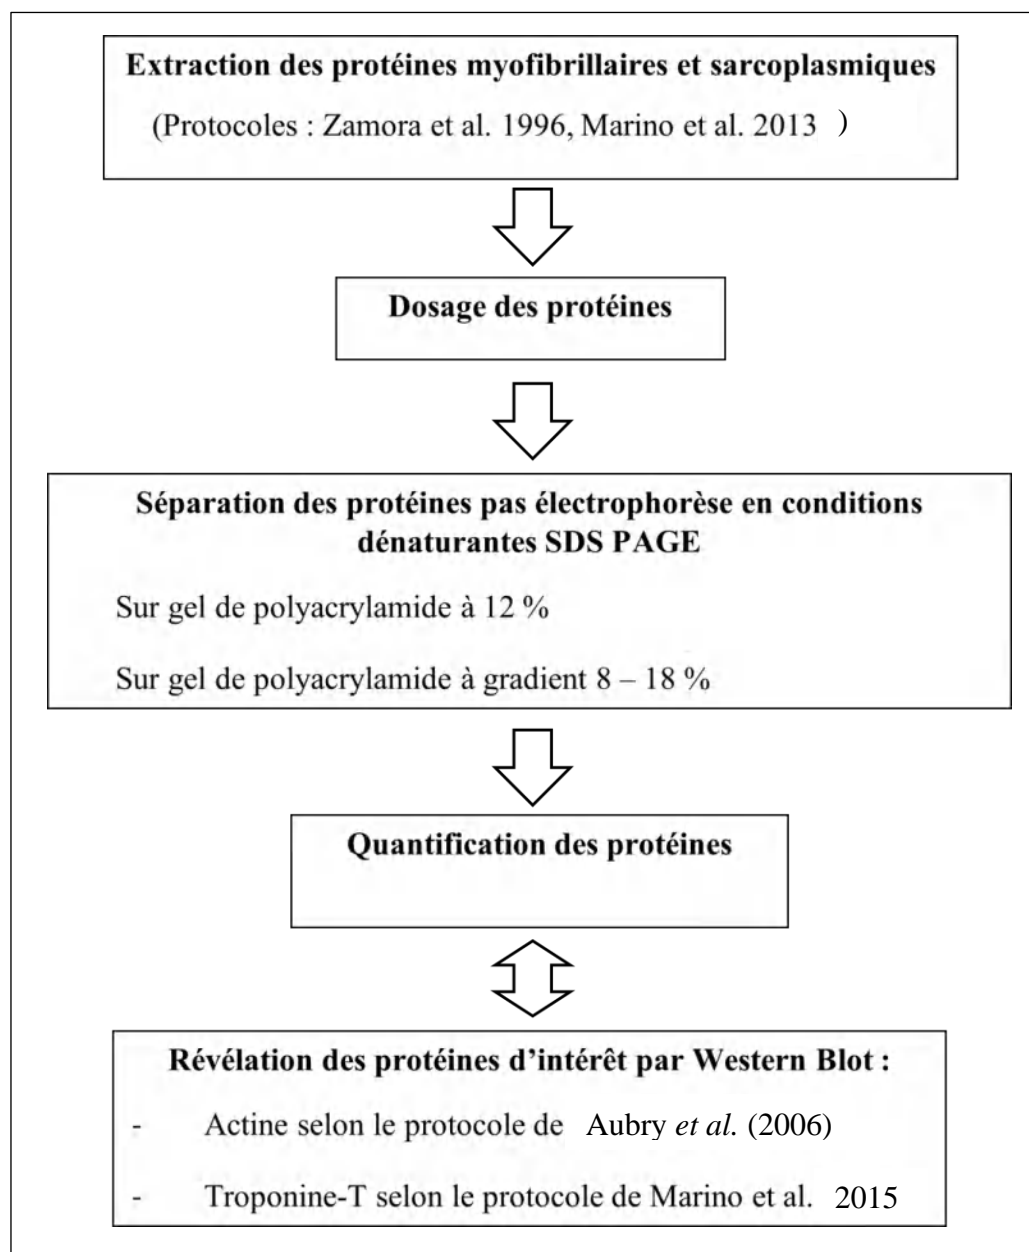 Extraction des protéines myofibrillaires et sarcoplasmiques
(Protocoles : Zamora et al. 1996, Marino et al. 2013 )
Dosage des protéines
Séparation des protéines pas électrophorèse en conditions
dénaturantes SDS PAGE
Sur gel de polyacrylamide à 12 %
Sur gel de polyacrylamide à gradient 8 – 18 %
Quantification des protéines
Révélation des protéines d'intérêt par Western Blot :
- Actine selon le protocole de Aubry et al. (2006)
- Troponine-T selon le protocole de Marino et al. 2015